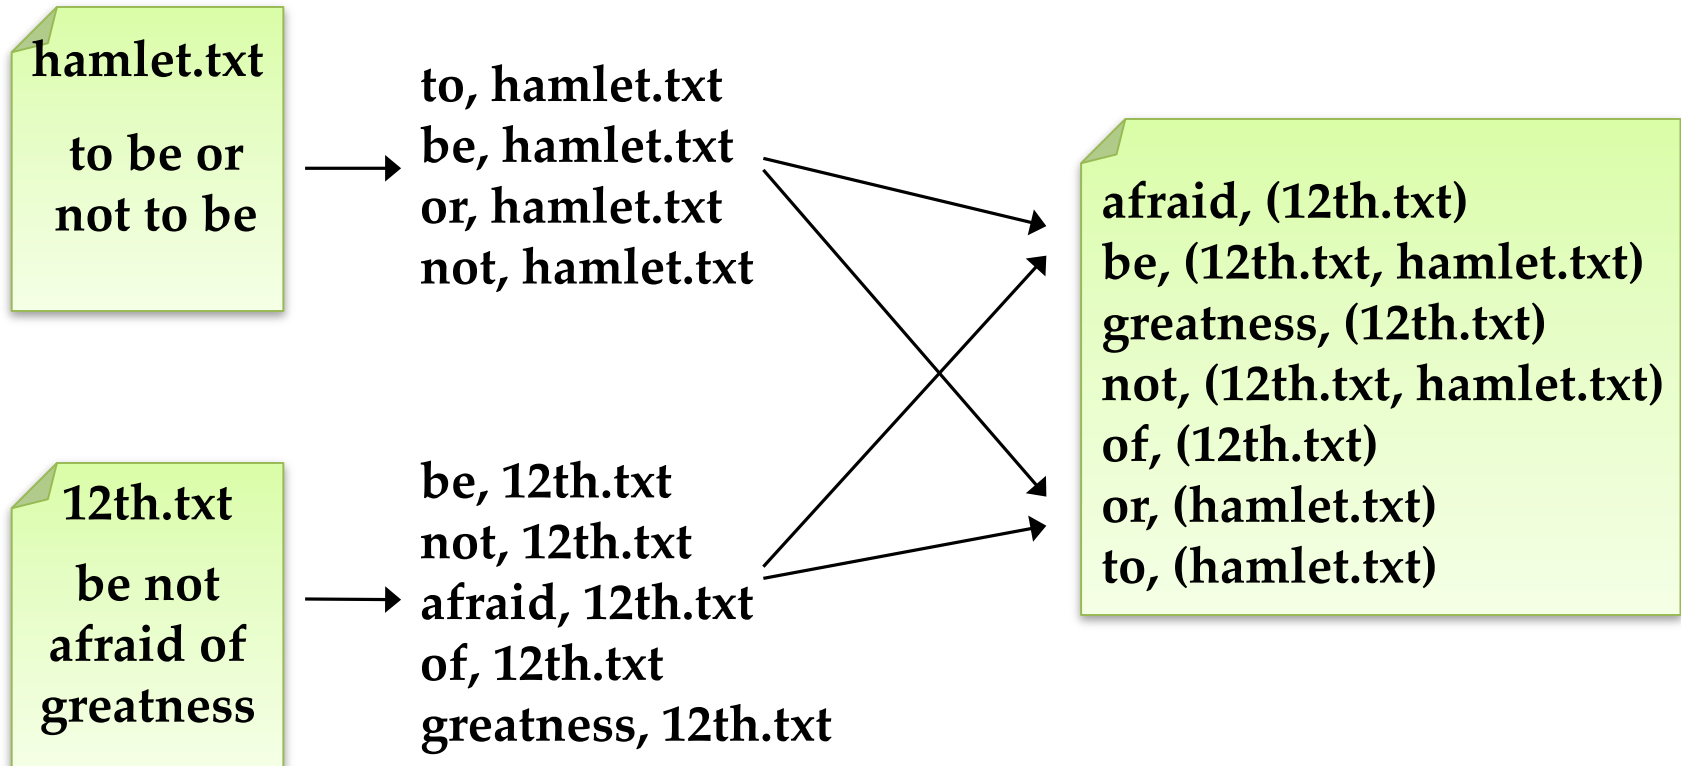 hamlet.txt
to be or
not to be
to, hamlet.txt
be, hamlet.txt
or, hamlet.txt
not, hamlet.txt
12th.txt
be not
afraid of
greatness
be, 12th.txt
not, 12th.txt
afraid, 12th.txt
of, 12th.txt
greatness, 12th.txt
afraid, (12th.txt)
be, (12th.txt, hamlet.txt)
greatness, (12th.txt)
not, (12th.txt, hamlet.txt)
of, (12th.txt)
or, (hamlet.txt)
to, (hamlet.txt)